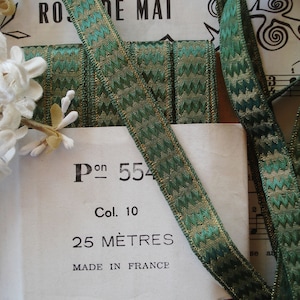 ROSE DE MAI
Pon 554
Col. 10
25 MÈTRES
MADE IN FRANCE